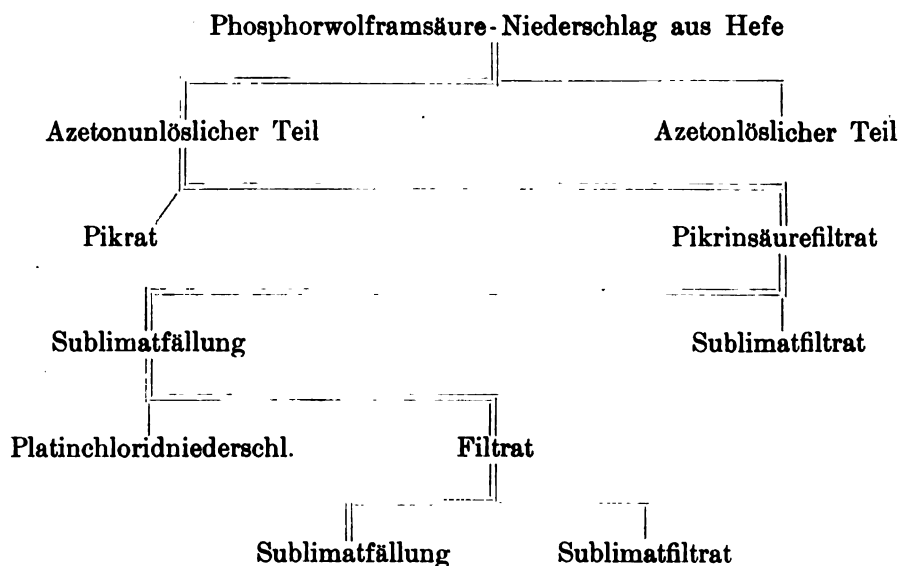 Phosphorwolframsäure-Niederschlag aus Hefe
Azetonunlöslicher Teil Azetonlöslicher Teil
Pikrat Pikrinsäurefiltrat
Sublimatfällung Sublimatfiltrat
Platinchloridniederschl. Filtrat
Sublimatfällung Sublimatfiltrat